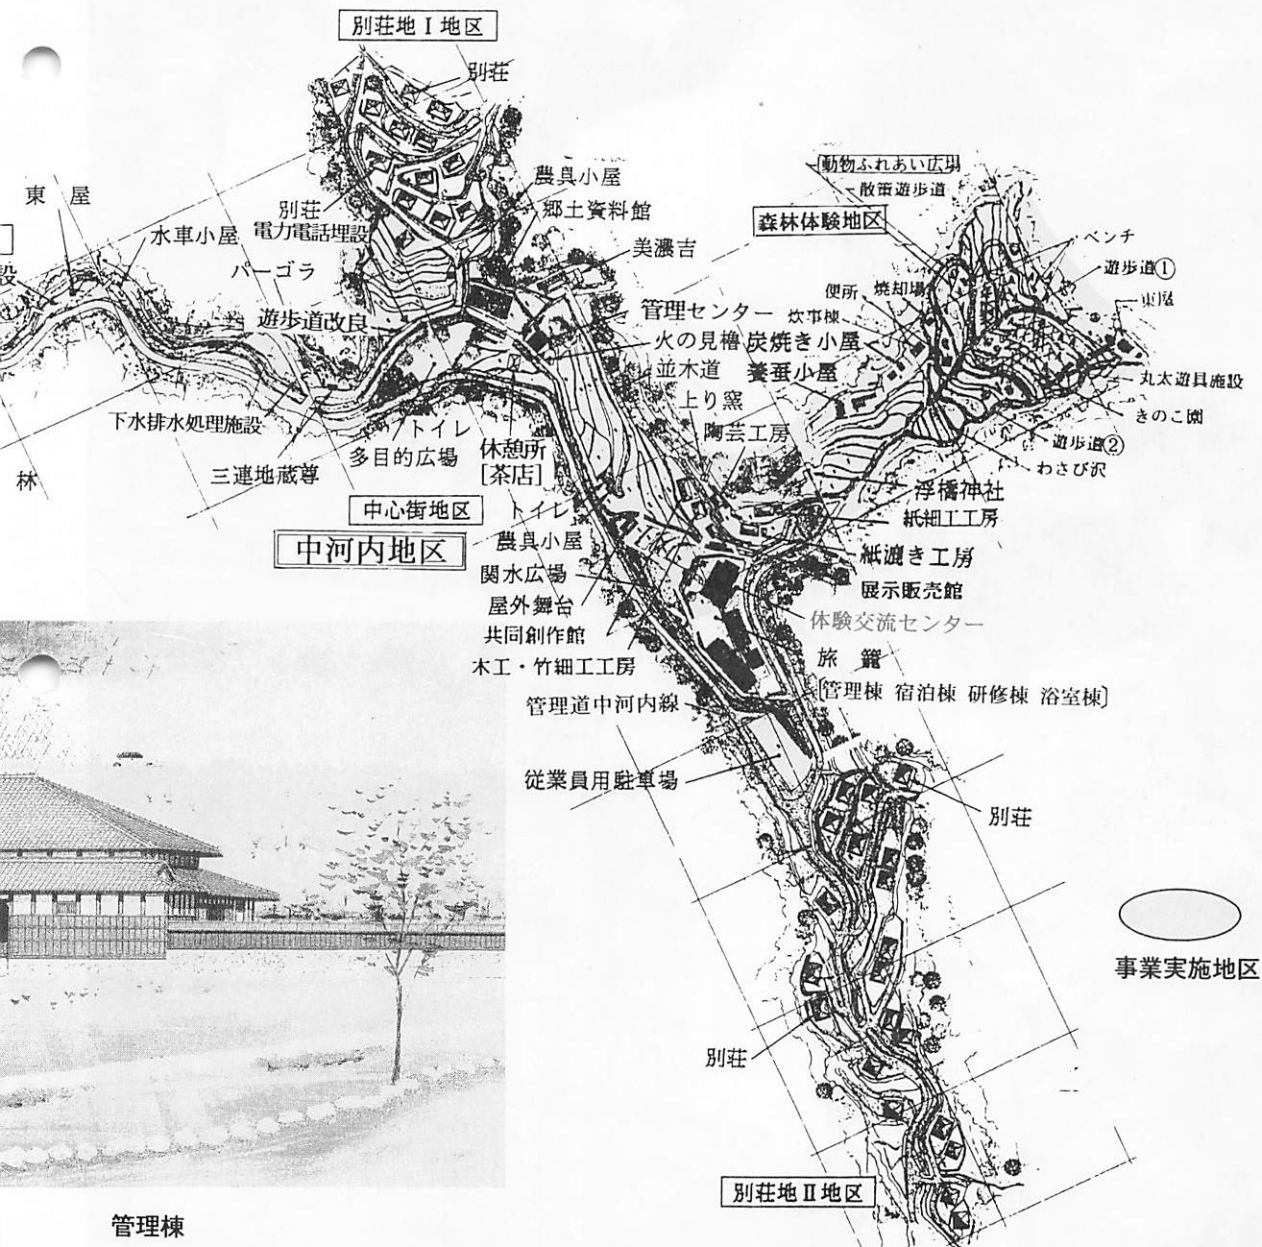 別荘地Ⅰ地区
別荘
農具小屋
郷土資料館
美濃吉
別荘
電力電話埋設
東屋
水車小屋
パーゴラ
設
遊歩道改良
動物ふれあい広場
散策遊歩道
森林体験地区
ベンチ
遊歩道①
東屋
便所
焼却場
管理センター
炊事棟
火の見櫓
炭焼き小屋
並木道
養蚕小屋
上り窯
陶芸工房
丸太遊具施設
きのこ園
遊歩道②
わさび沢
下水排水処理施設
トイレ
多目的広場
休憩所
[茶店]
三連地蔵尊
林
中心街地区
トイレ
浮橋神社
紙細工工房
中河内地区
農具小屋
紙漉き工房
関水広場
展示販売館
屋外舞台
体験交流センター
共同創作館
木工・竹細工工房
旅籠
[管理棟 宿泊棟 研修棟 浴室棟]
管理道中河内線
従業員用駐車場
別荘
事業実施地区
別荘
別荘地Ⅱ地区
管理棟